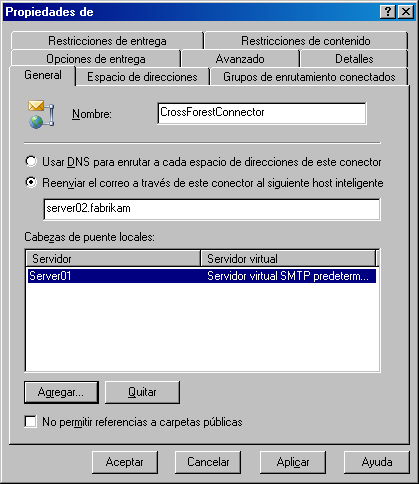 Propiedades de
Restricciones de entrega
Restricciones de contenido
Opciones de entrega
Avanzado
Detalles
General
Espacio de direcciones
Grupos de enrutamiento conectados
Nombre:
CrossForestConnector
Usar DNS para enrutar a cada espacio de direcciones de este conector
Reenviar el correo a través de este conector al siguiente host inteligente
server02.fabrikam
Cabezas de puente locales:
Servidor
Servidor virtual
Server01
Servidor virtual SMTP predeterm...
Agregar...
Quitar
No permitir referencias a carpetas públicas
Aceptar
Cancelar
Aplicar
Ayuda